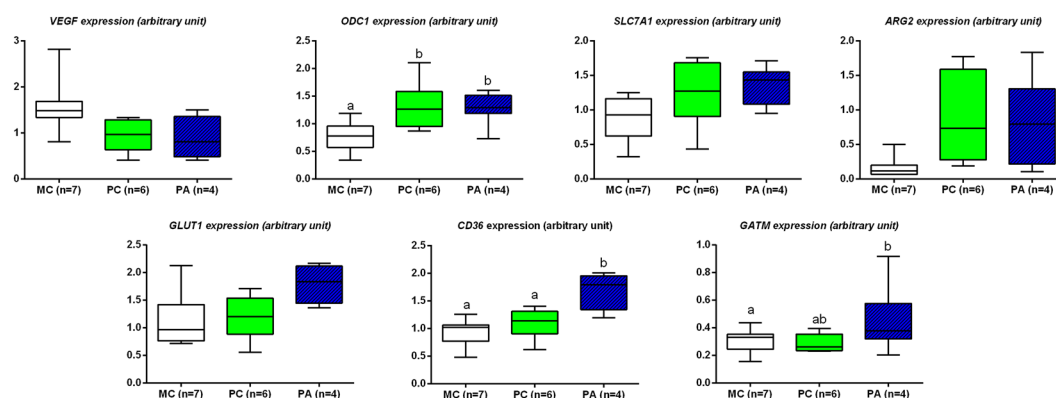 VEGF expression (arbitrary unit)
3
2
1
0
MC (n=7) PC (n=6) PA (n=4)
ODC1 expression (arbitrary unit)
2.5
2.0
1.5
1.0
0.5
0.0
a
b
b
MC (n=7) PC (n=6) PA (n=4)
SLC7A1 expression (arbitrary unit)
2.0
1.5
1.0
0.5
0.0
MC (n=7) PC (n=6) PA (n=4)
ARG2 expression (arbitrary unit)
2.0
1.5
1.0
0.5
0.0
MC (n=7) PC (n=6) PA (n=4)
GLUT1 expression (arbitrary unit)
2.5
2.0
1.5
1.0
0.5
0.0
MC (n=7) PC (n=6) PA (n=4)
CD36 expression (arbitrary unit)
2.5
2.0
1.5
1.0
0.5
0.0
a
a
b
MC (n=7) PC (n=6) PA (n=4)
GATM expression (arbitrary unit)
1.0
0.8
0.6
0.4
0.2
0.0
a
ab
b
MC (n=7) PC (n=6) PA (n=4)